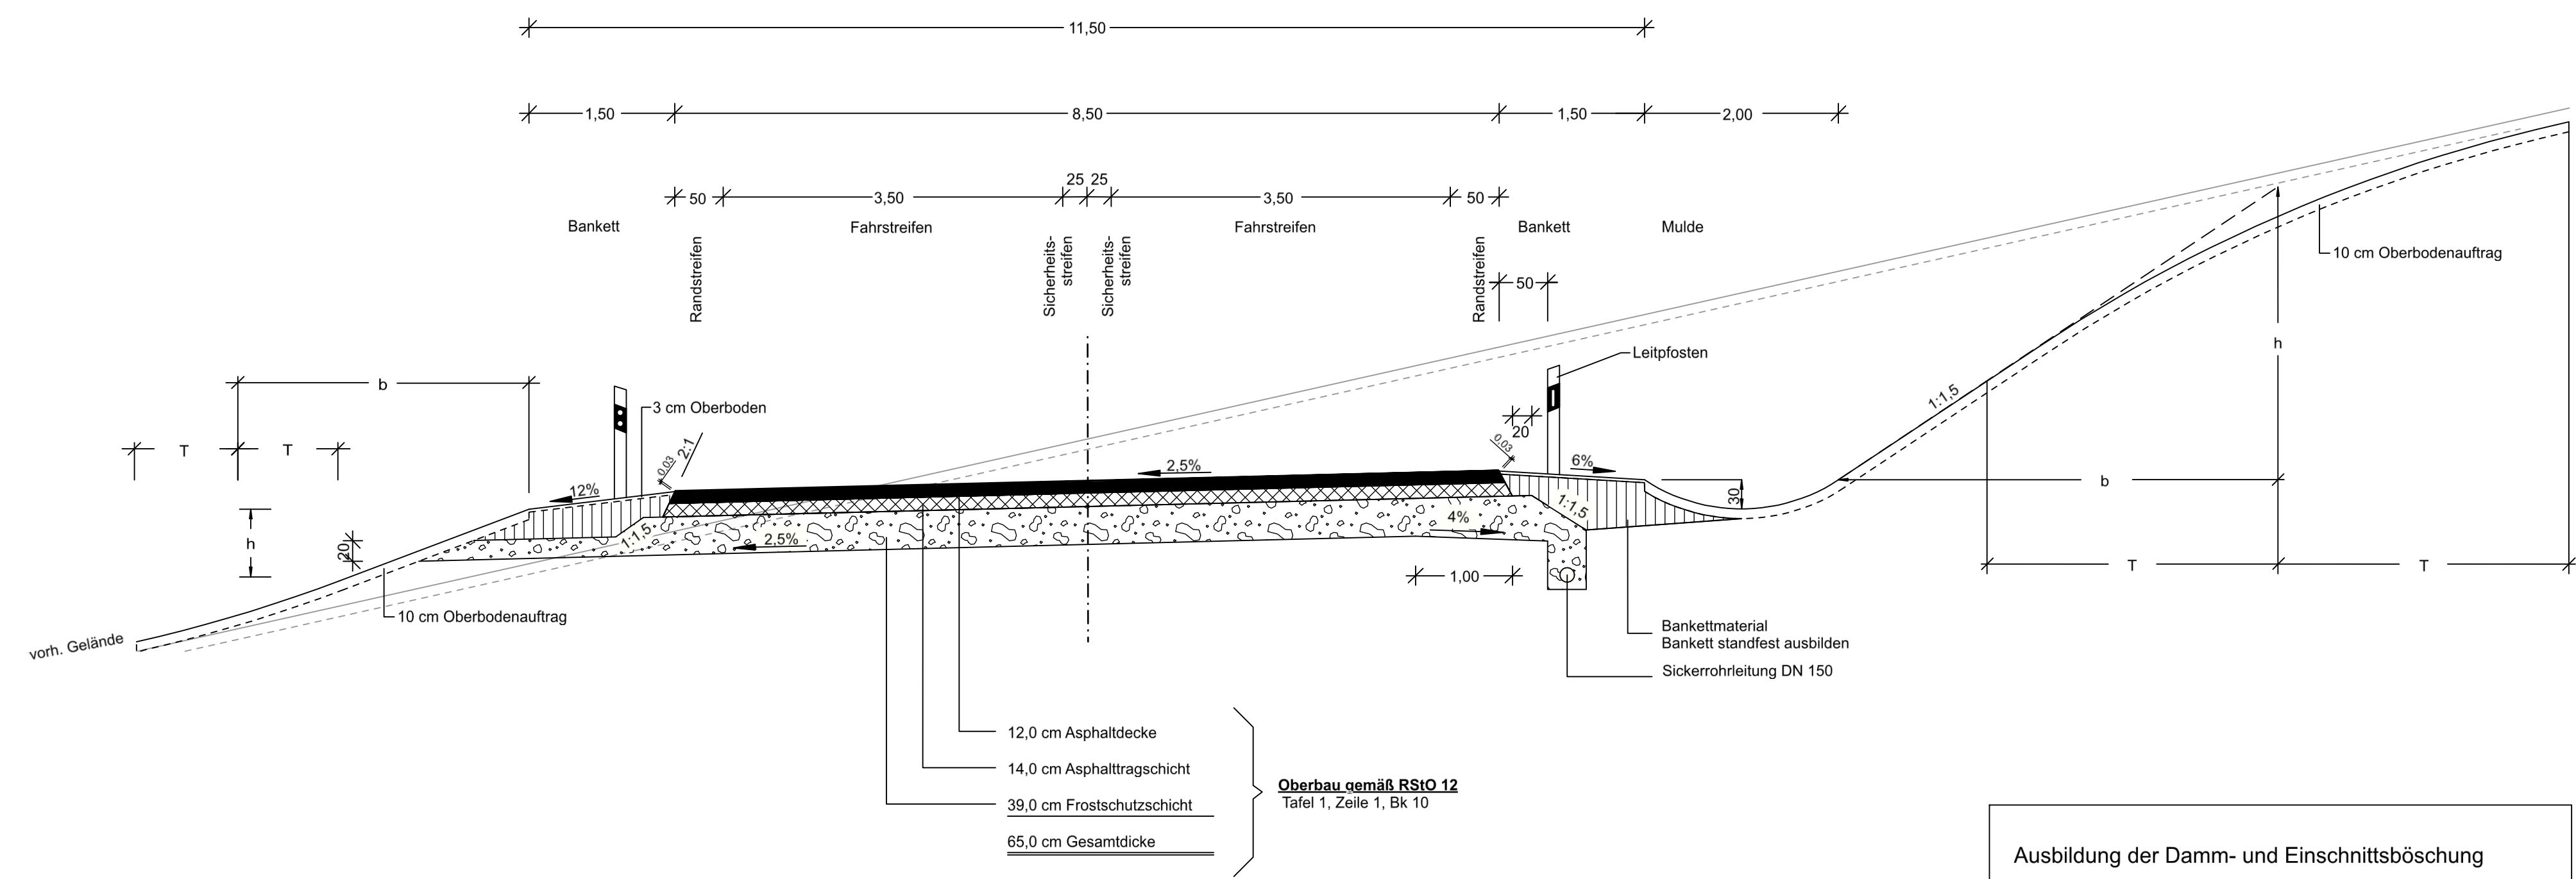 11,50
1,50
8,50
1,50
2,00
25 25
50
3,50
3,50
50
Bankett
Fahrstreifen
Fahrstreifen
Bankett
Mulde
Randstreifen
Sicherheits-
streifen
Sicherheits-
streifen
Randstreifen
50
10 cm Oberbodenauftrag
Leitpfosten
h
b
3 cm Oberboden
1:1,5
T
T
2:1
0,03
20
0,03
12%
2,5%
6%
b
30
h
20
1:1,5
2,5%
4%
1:1,5
1,00
T
T
10 cm Oberbodenauftrag
vorh. Gelände
Bankettmaterial
Bankett standfest ausbilden
Sickerrohrleitung DN 150
12,0 cm Asphaltdecke
14,0 cm Asphalttragschicht
39,0 cm Frostschutzschicht
65,0 cm Gesamtdicke
Oberbau gemäß RStO 12
Tafel 1, Zeile 1, Bk 10
Ausbildung der Damm- und Einschnittsböschung